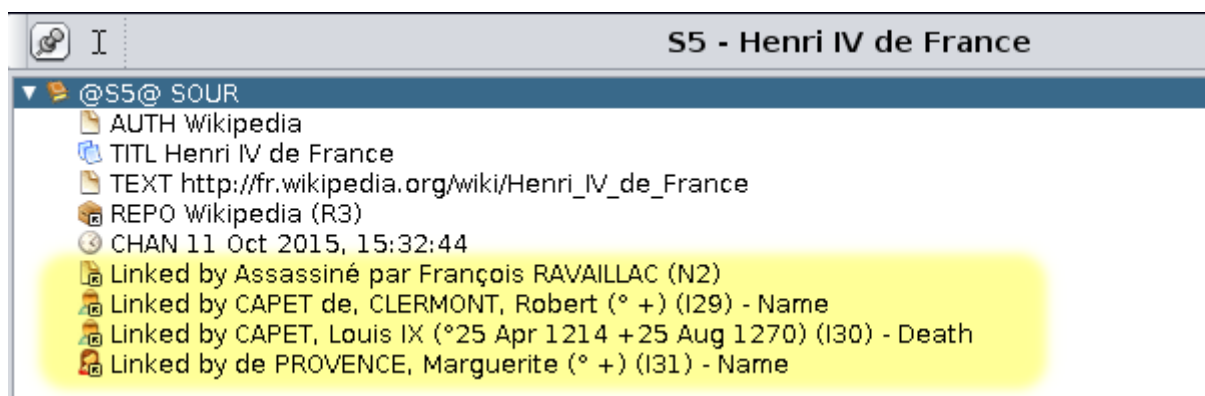 S5 - Henri IV de France
@S5@ SOUR
AUTH Wikipedia
TITL Henri IV de France
TEXT http://fr.wikipedia.org/wiki/Henri_IV_de_France
REPO Wikipedia (R3)
CHAN 11 Oct 2015, 15:32:44
Linked by Assassiné par François RAVAILLAC (N2)
Linked by CAPET de, CLERMONT, Robert (° +) (I29) - Name
Linked by CAPET, Louis IX (°25 Apr 1214 +25 Aug 1270) (I30) - Death
Linked by de PROVENCE, Marguerite (° +) (I31) - Name